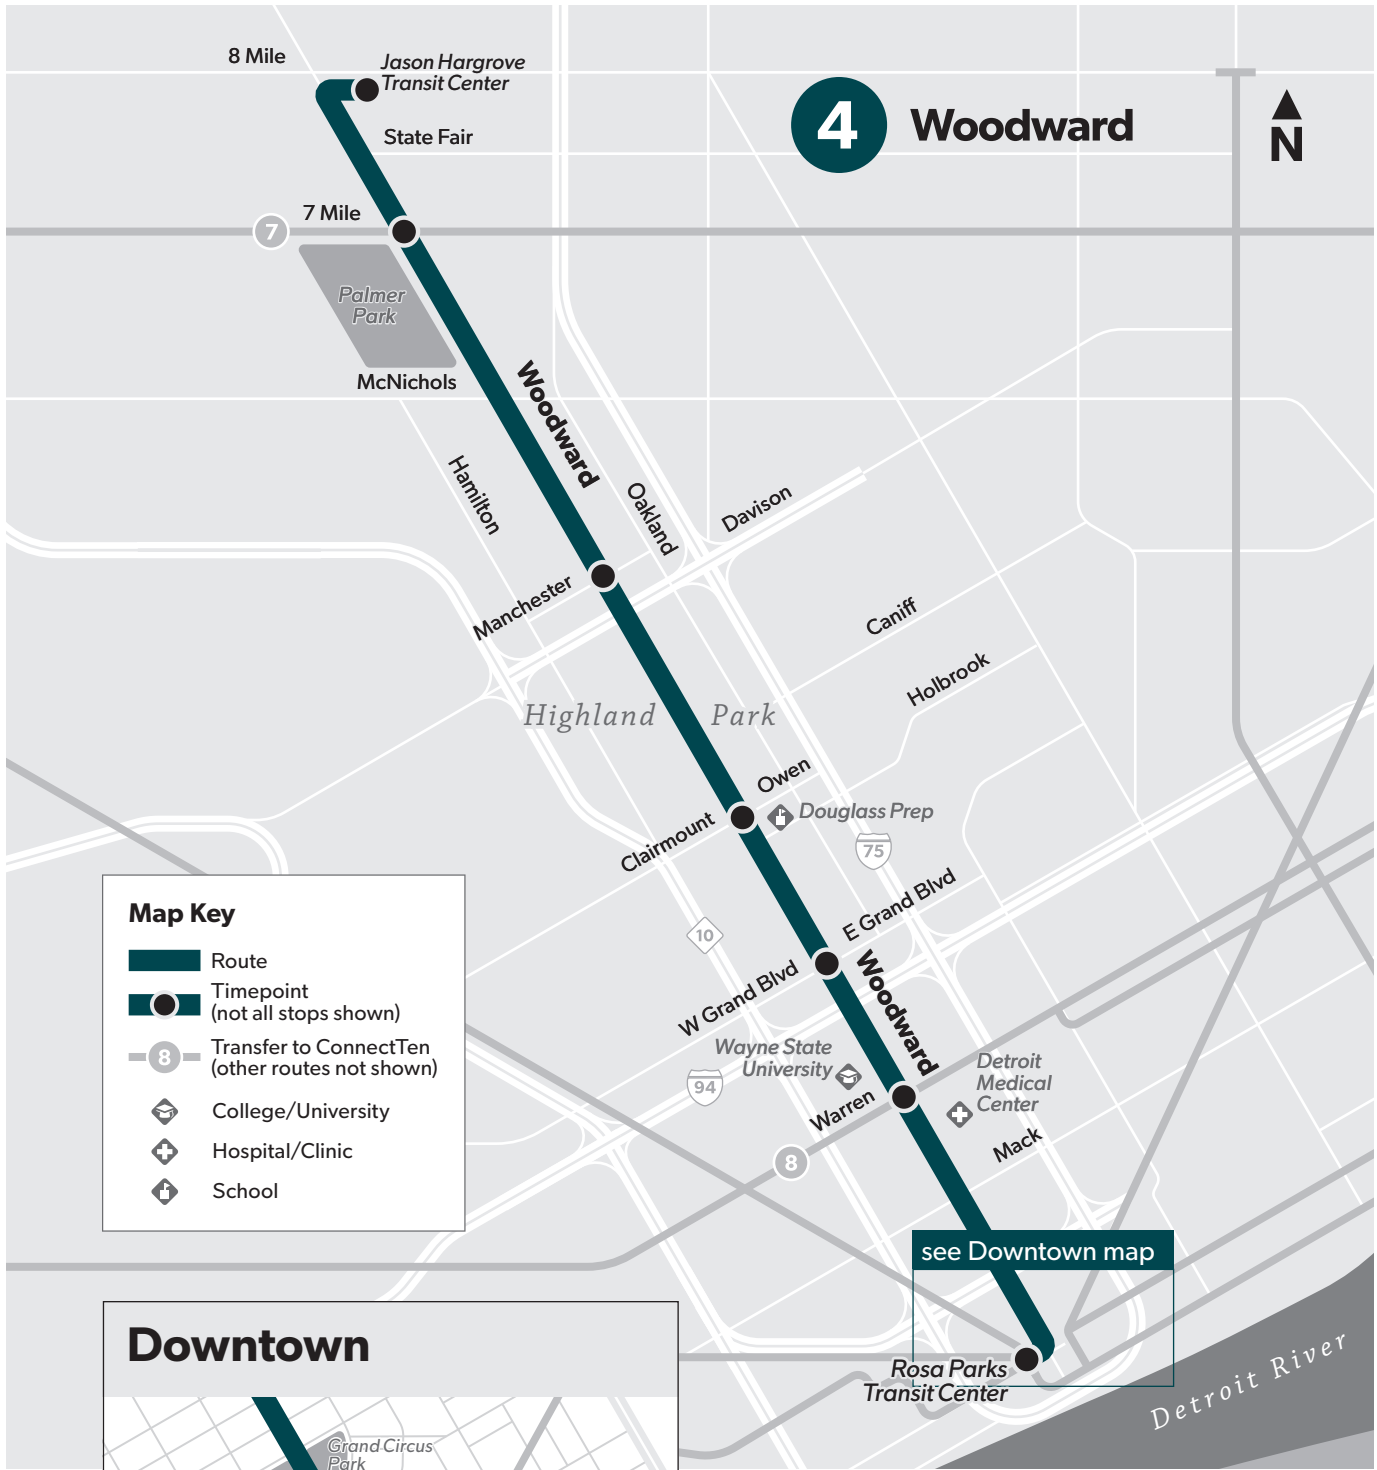 8 Mile
Jason Hargrove
Transit Center
4 Woodward
N
State Fair
7 Mile
7
Palmer
Park
McNichols
Woodward
Hamilton
Oakland
Davison
Manchester
Caniff
Holbrook
Highland Park
Owen
Douglass Prep
Clairmount
75
E Grand Blvd
10
W Grand Blvd
Woodward
Wayne State
University
94
Detroit
Medical
Center
Warren
Mack
8
see Downtown map
Rosa Parks
Transit Center
Detroit River
Map Key
Route
Timepoint
(not all stops shown)
8
Transfer to ConnectTen
(other routes not shown)
College/University
Hospital/Clinic
School
Downtown
Grand Circus
Park